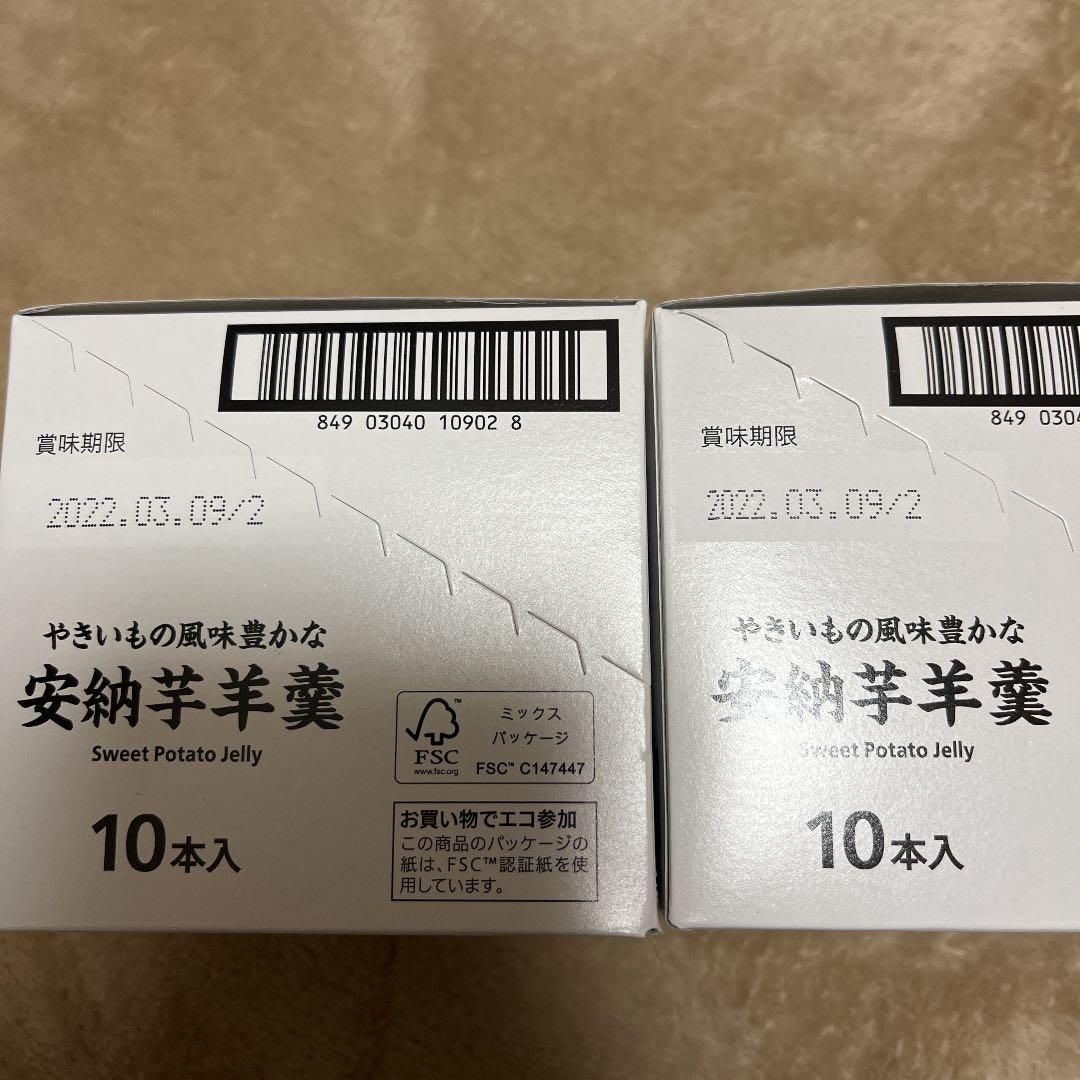 849 03040 10902 8
賞味期限
2022.03.09/2
やきいもの風味豊かな
安納芋羊羹
Sweet Potato Jelly
10本入
FSC
www.fsc.org
ミックス
パッケージ
FSC™ C147447
お買い物でエコ参加
この商品のパッケージの
紙は、FSC™認証紙を使
用しています。
849 0304
賞味期限
2022.03.09/2
やきいもの風味豊かな
安納芋羊羹
Sweet Potato Jelly
10本入